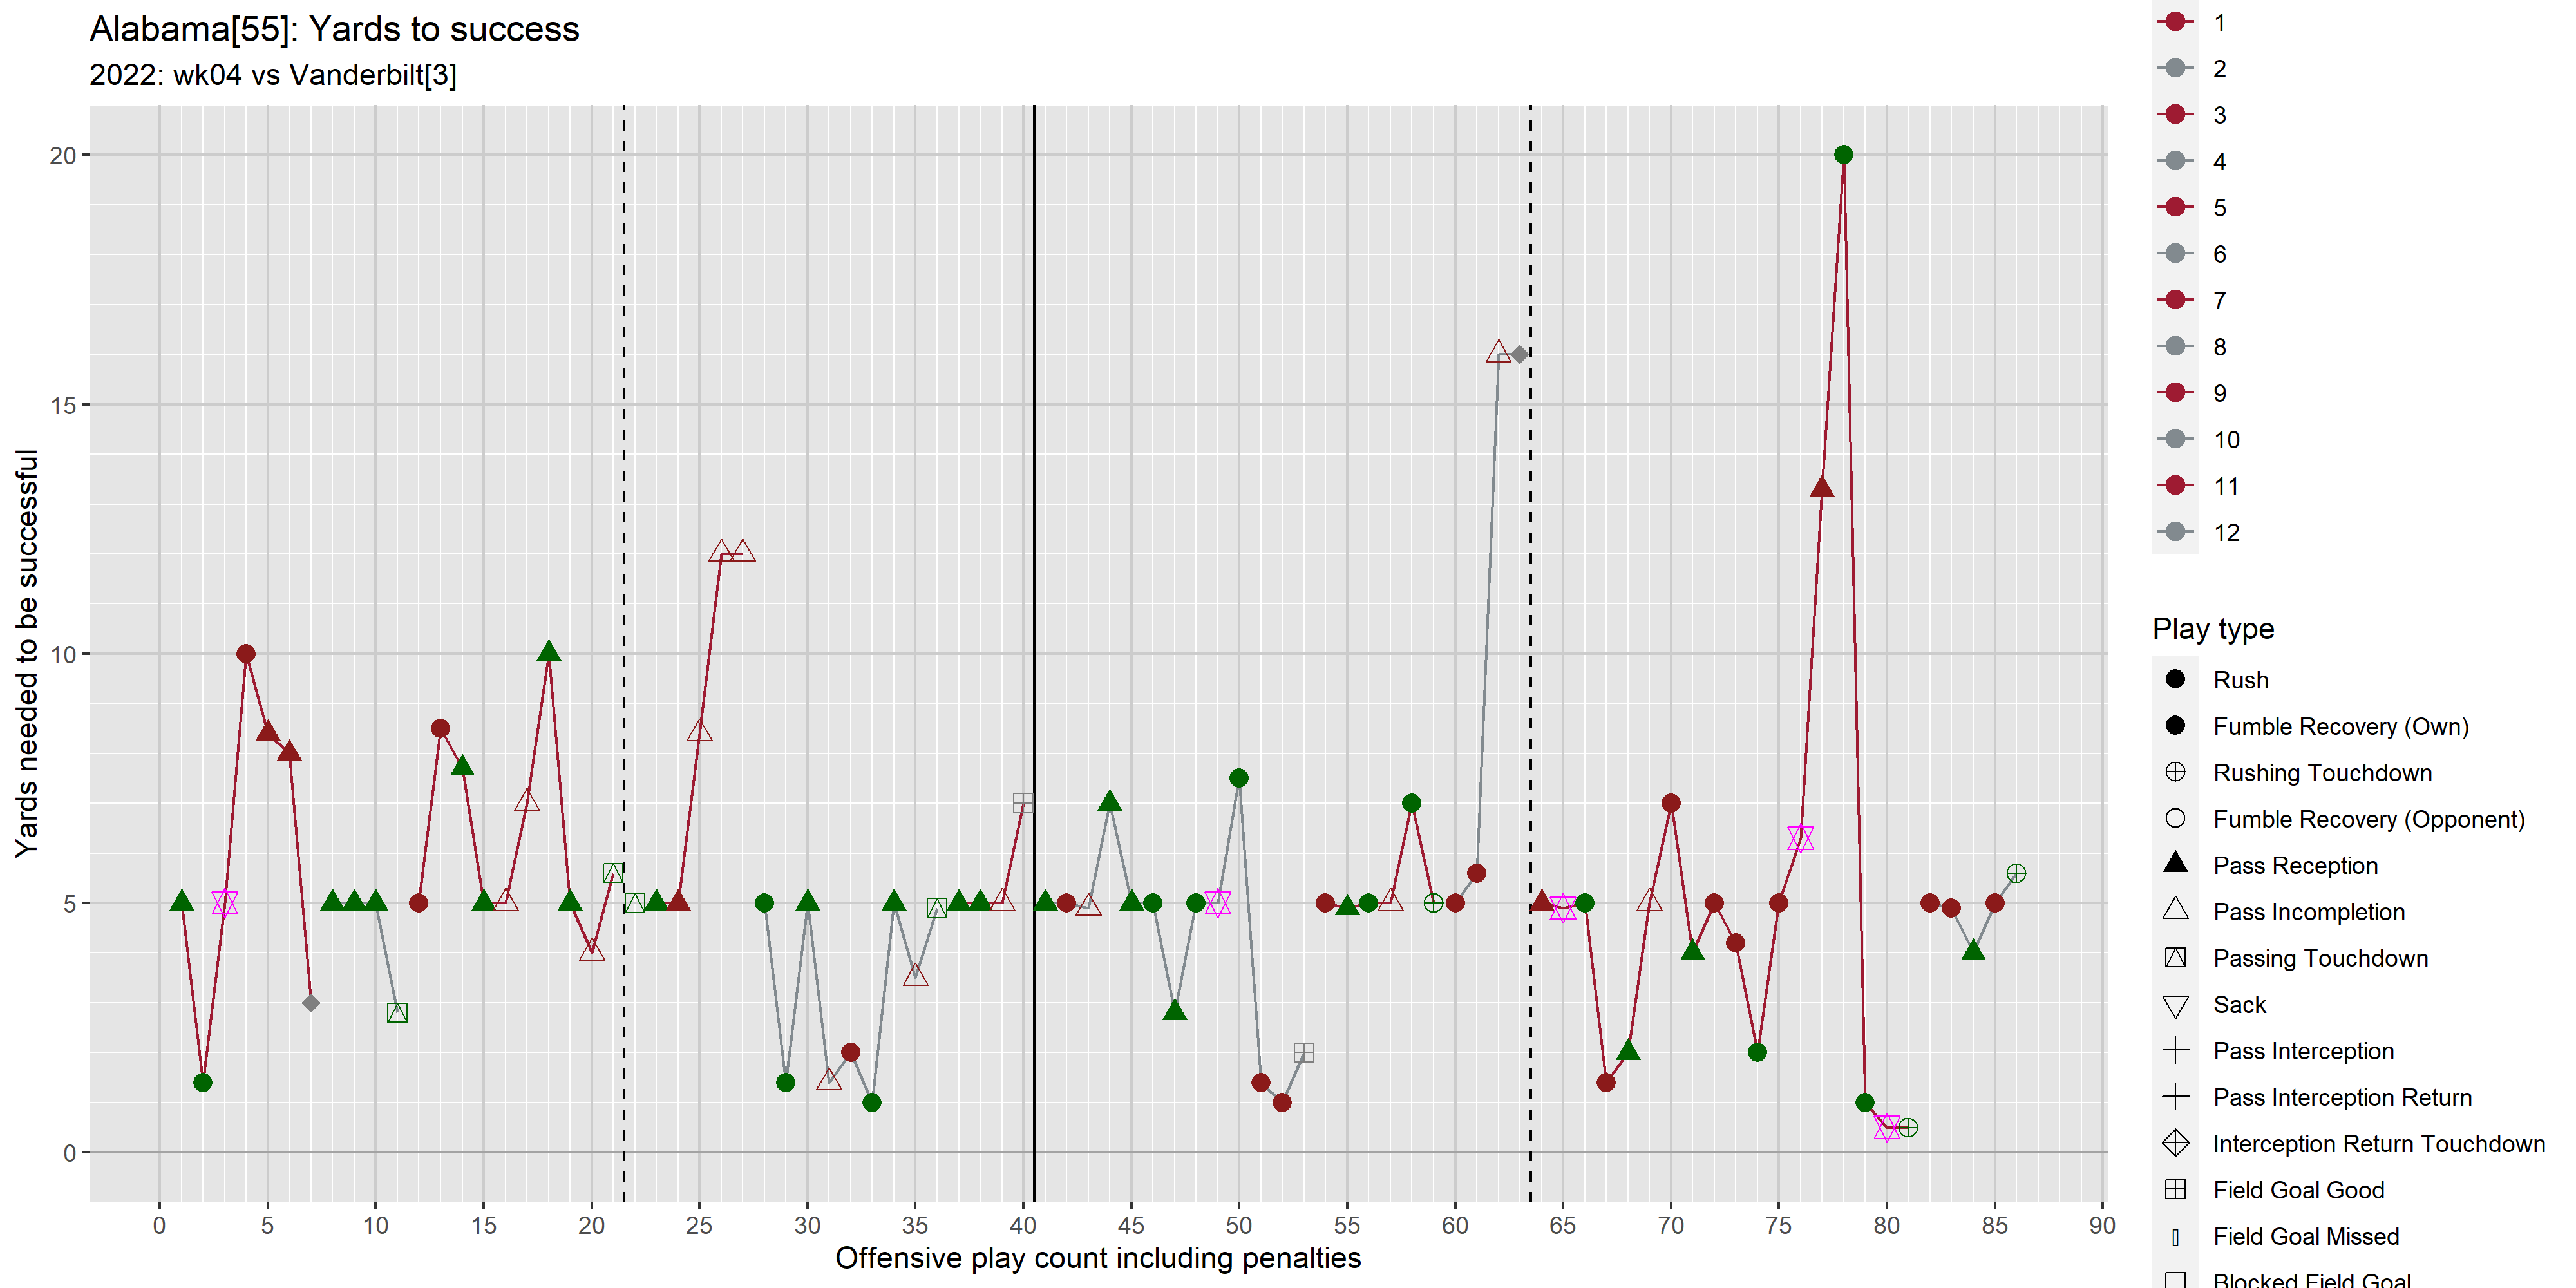 Alabama[55]: Yards to success
2022: wk04 vs Vanderbilt[3]
Yards needed to be successful
20
15
10
5
0
0 5 10 15 20 25 30 35 40 45 50 55 60 65 70 75 80 85 90
Offensive play count including penalties
1
2
3
4
5
6
7
8
9
10
11
12
Play type
Rush
Fumble Recovery (Own)
Rushing Touchdown
Fumble Recovery (Opponent)
Pass Reception
Pass Incompletion
Passing Touchdown
Sack
Pass Interception
Pass Interception Return
Interception Return Touchdown
Field Goal Good
Field Goal Missed
Blocked Field Goal